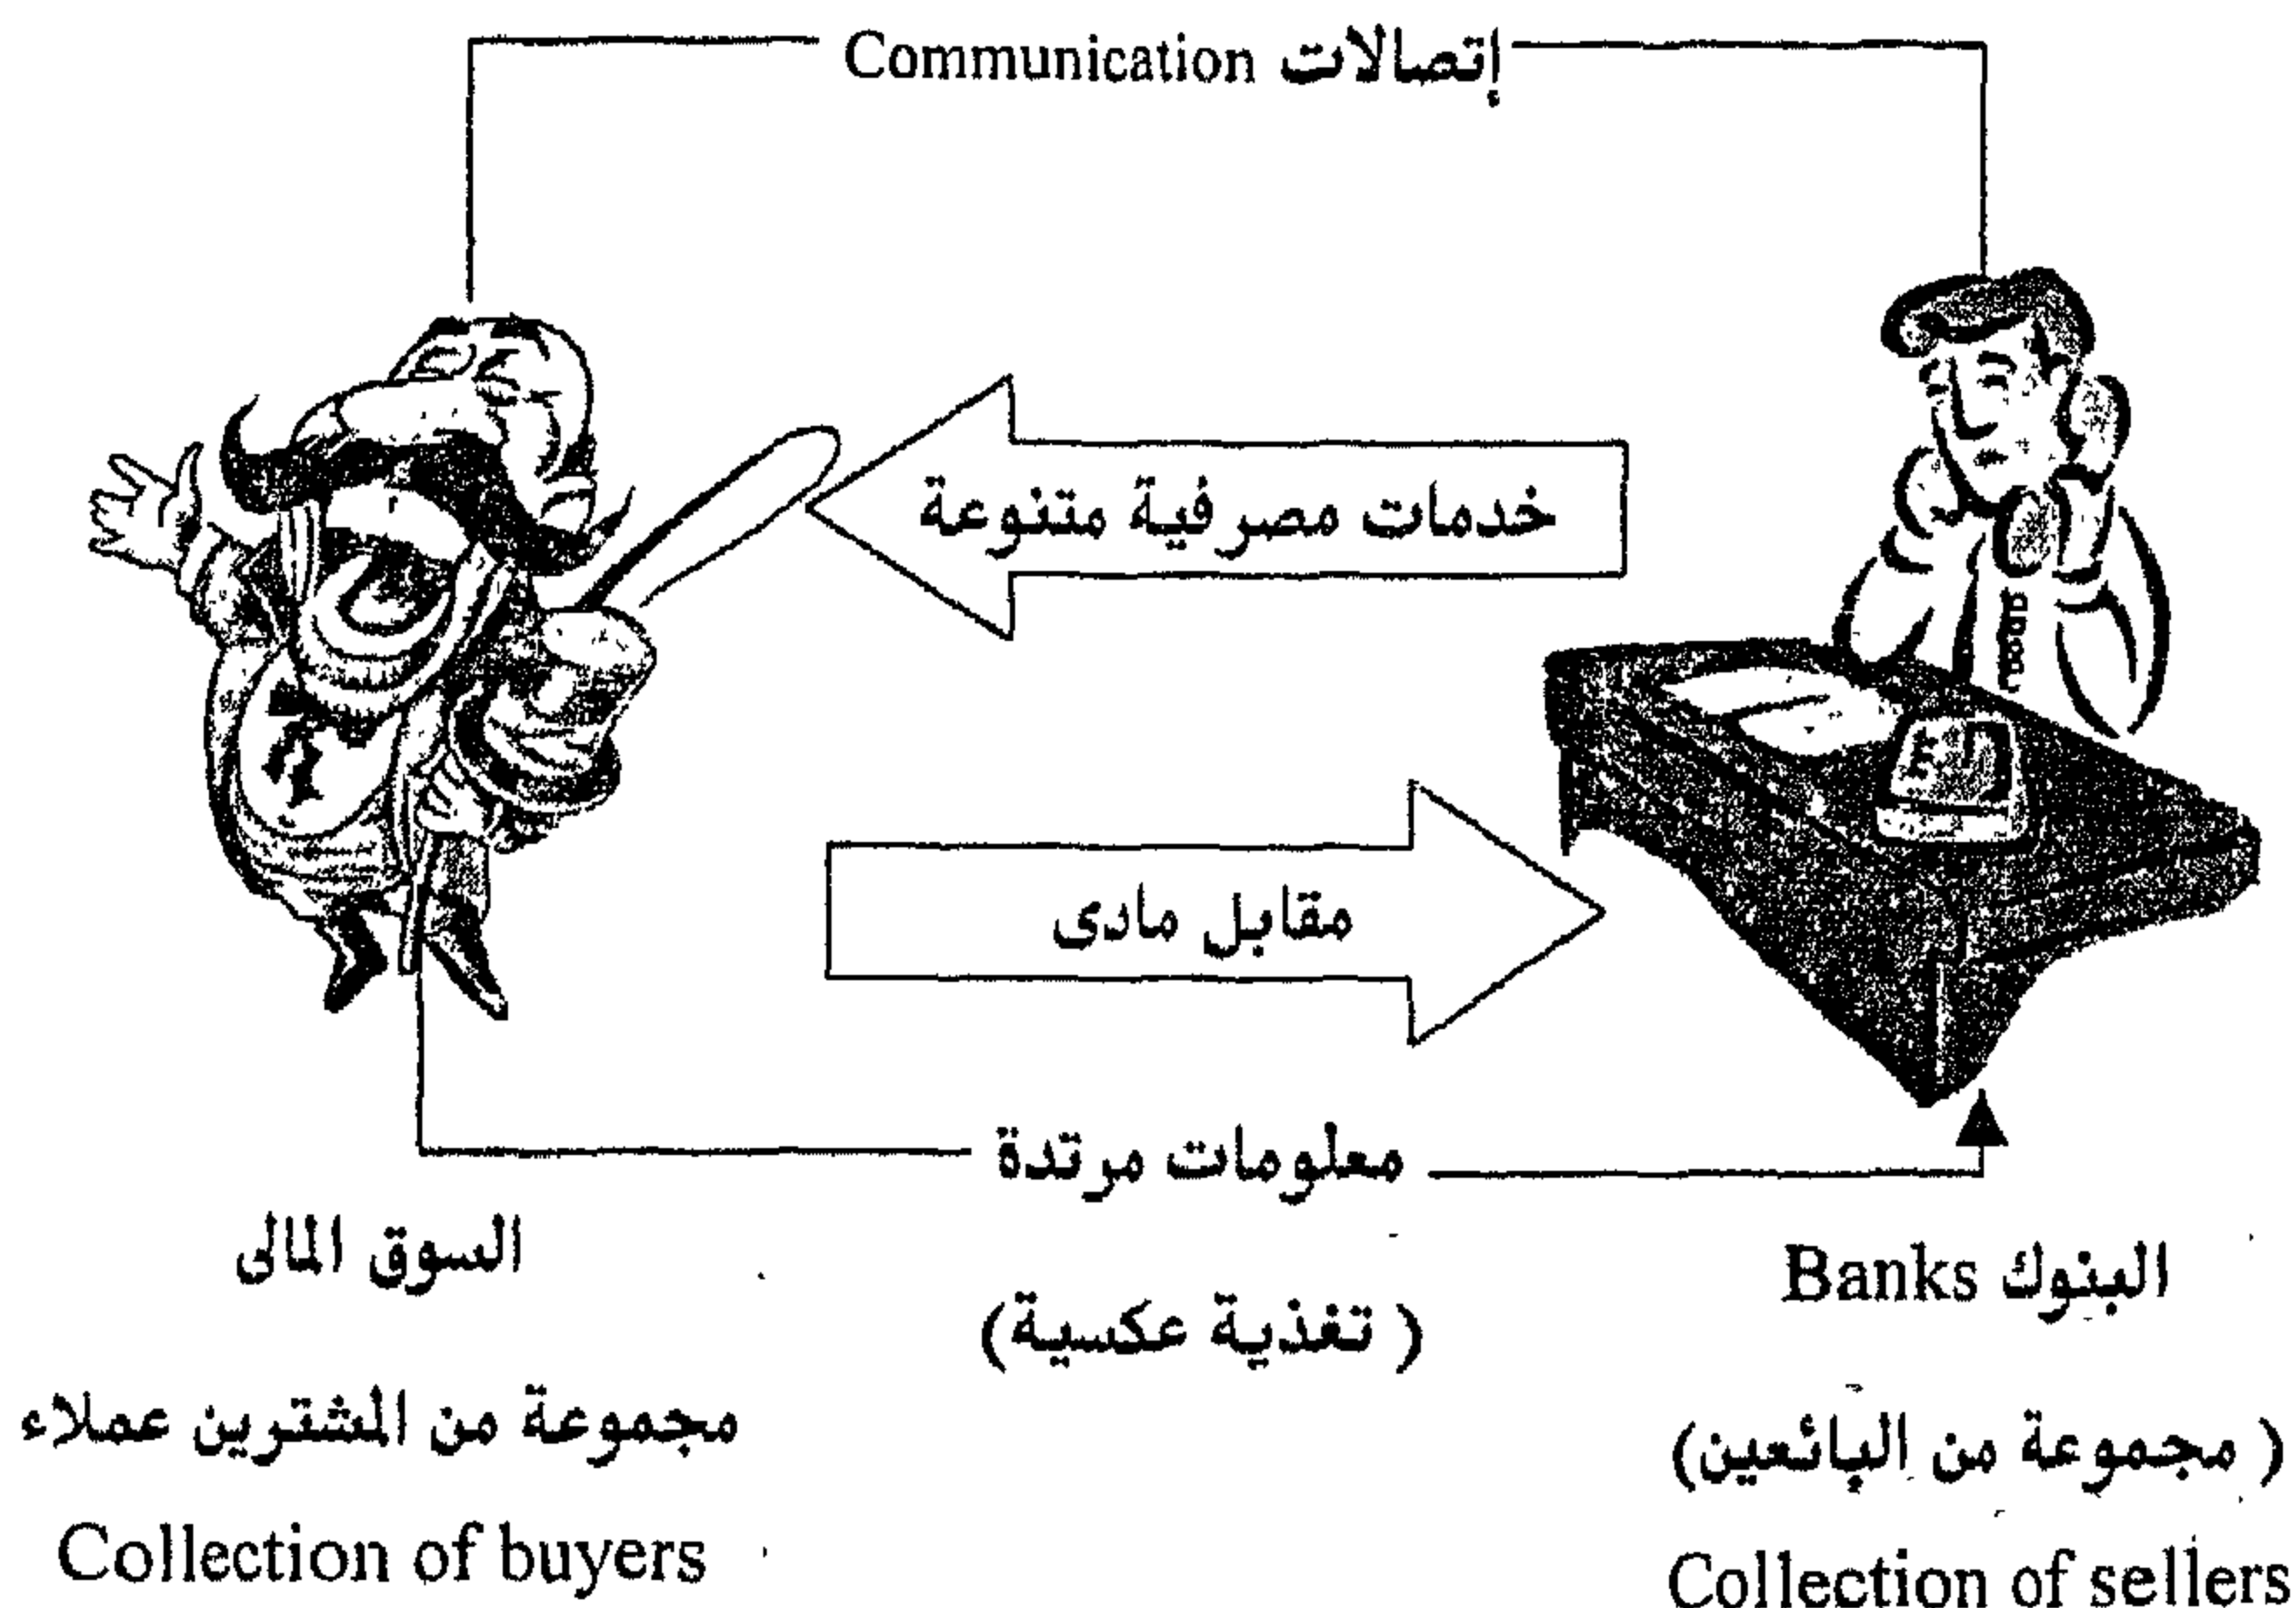 إتصالات Communication
خدمات مصرفية متنوعة
مقابل مادى
معلومات مرتدة
( تغذية عكسية)
البنوك Banks
( مجموعة من البائعين)
Collection of sellers
السوق المالى
مجموعة من المشترين عملاء
Collection of buyers